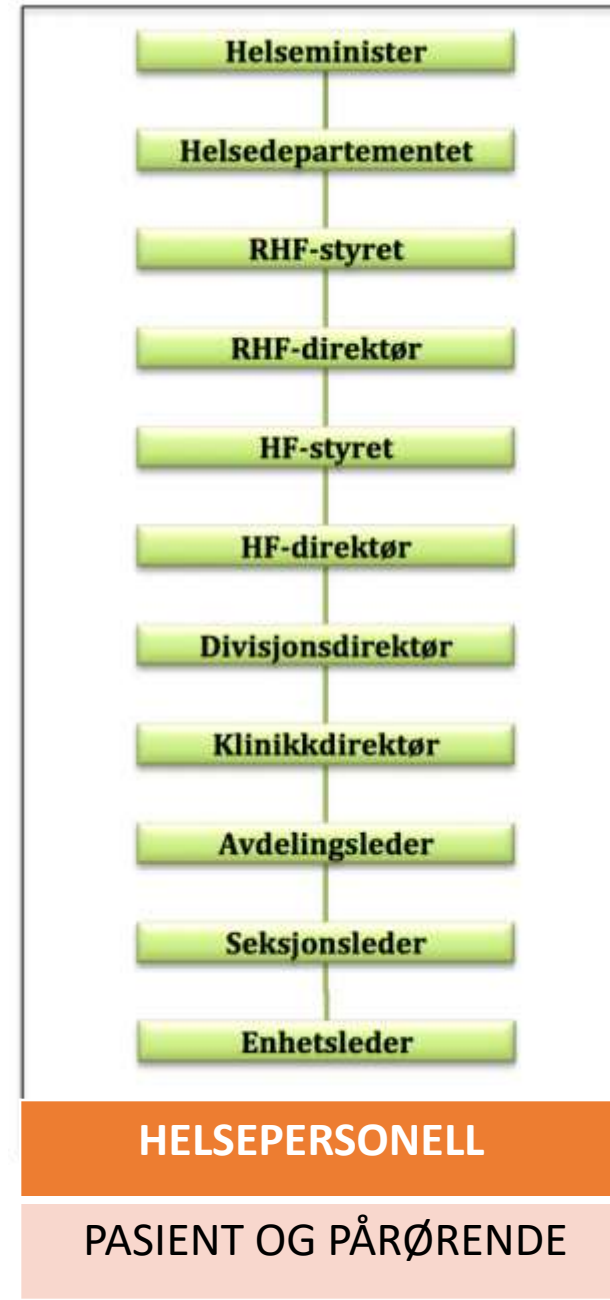 Helseminister
Helsedepartementet
RHF-styret
RHF-direktør
HF-styret
HF-direktør
Divisjonsdirektør
Klinikkdirektør
Avdelingsleder
Seksjonsleder
Enhetsleder
HELSEPERSONELL
PASIENT OG PÅRØRENDE